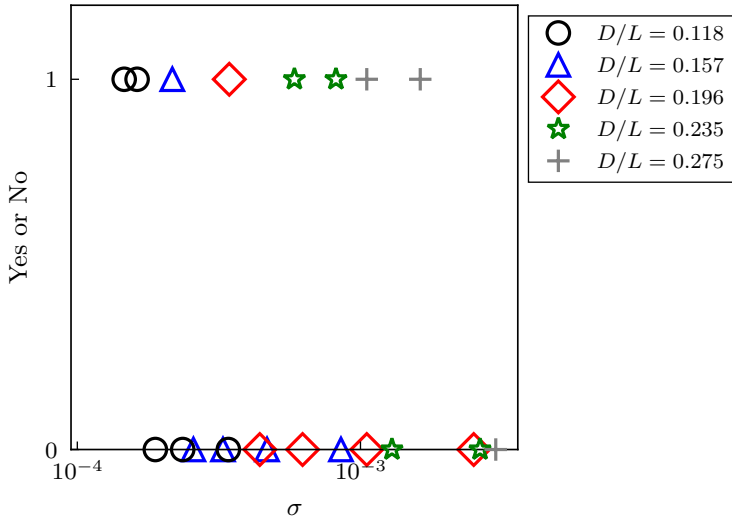 D/L = 0.118
D/L = 0.157
D/L = 0.196
D/L = 0.235
D/L = 0.275
Yes or No
1
0
10⁻⁴
10⁻³
σ